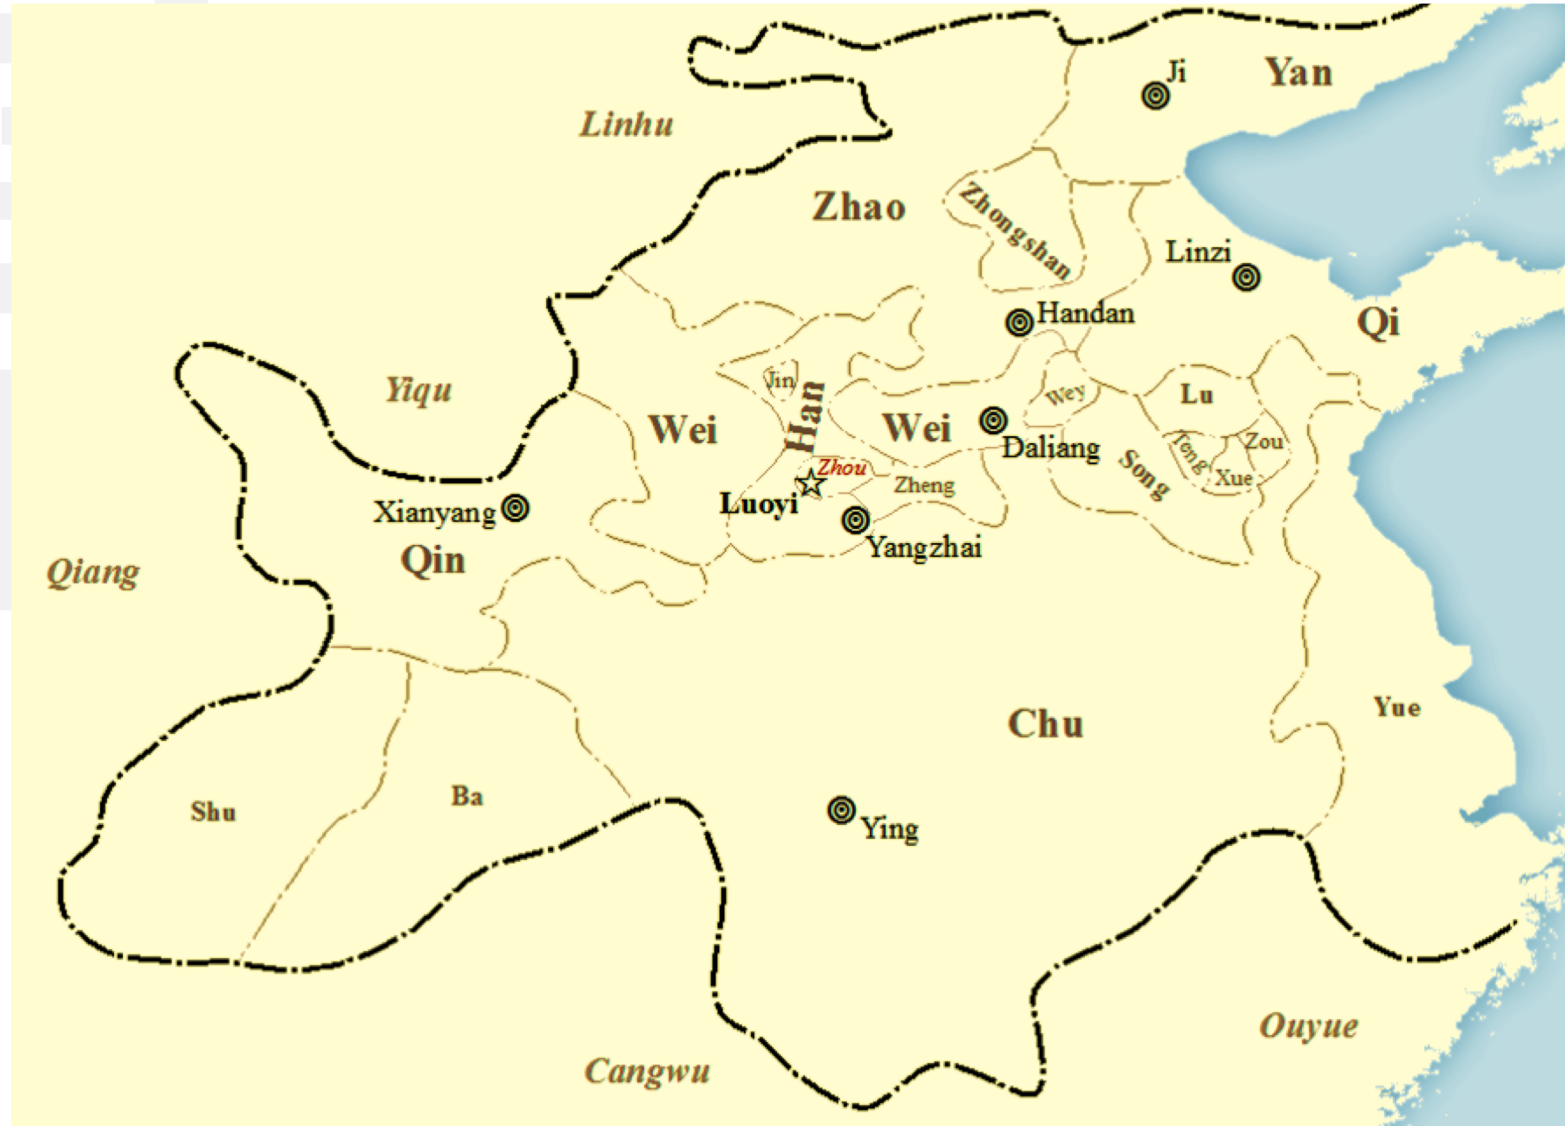 Ji
Yan
Linhu
Zhao
Zhongshan
Linzi
Handan
Qi
Yiqu
Jin
Han
Wey
Lu
Wei
Wei
Daliang
Teng
Zou
Xue
Song
Zhou
Zheng
Luoyi
Xianyang
Yangzhai
Qin
Qiang
Chu
Yue
Shu
Ba
Ying
Ouyue
Cangwu